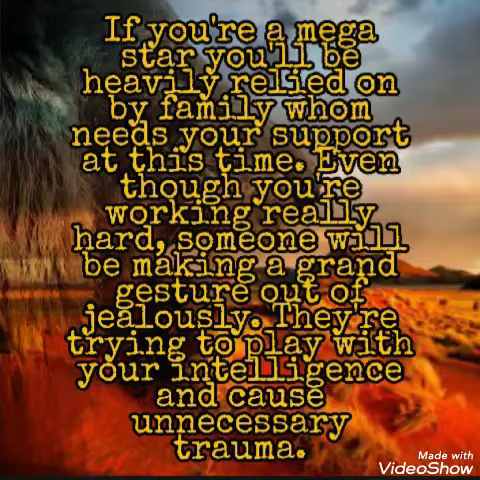 If you're a mega
star you'll be
heavily relied on
by family whom
needs your support
at this time. Even
though you're
working really
hard, someone will
be making a grand
gesture out of
jealously. They're
trying to play with
your intelligence
and cause
unnecessary
trauma.
Made with
VideoShow